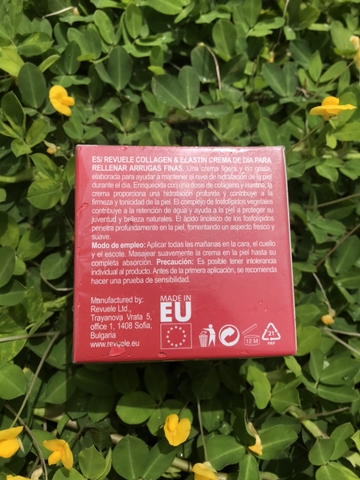 ES/ REVUELE COLLAGEN & ELASTIN CREMA DE DÍA PARA
RELLENAR ARRUGAS FINAS. Una crema ligera y no grasa,
elaborada para ayudar a mantener el nivel de hidratación de la piel
durante el día. Enriquecida con una dosis de colágeno y elastina, la
crema proporciona una hidratación profunda y contribuye a la
firmeza y tonicidad de la piel. El complejo de fosfolípidos vegetales
contribuye a la retención de agua y ayuda a la piel a proteger su
juventud y belleza naturales. El ácido linoleico de los fosfolípidos
penetra profundamente en la piel, fomentando un aspecto fresco y
suave.
Modo de empleo: Aplicar todas las mañanas en la cara, el cuello
y el escote. Masajear suavemente la crema en la piel hasta su
completa absorción. Precaución: Es posible tener intolerancia
individual al producto. Antes de la primera aplicación, se recomienda
hacer una prueba de sensibilidad.
Manufactured by:
Revuele Ltd.,
Trayanova Vrata 5,
office 1, 1408 Sofia,
Bulgaria
www.revuele.eu
MADE IN
EU
12 M
21
PAP